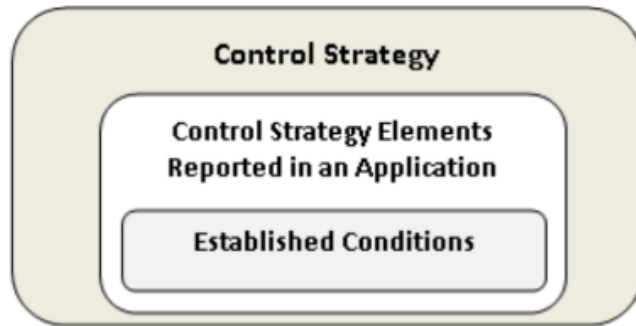 Control Strategy
Control Strategy Elements
Reported in an Application
Established Conditions